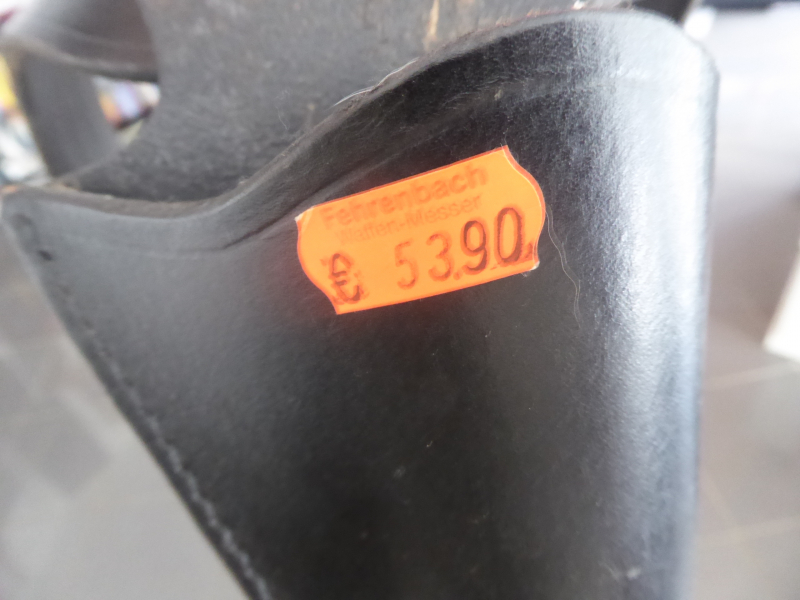 Fehrenbach
Waffen-Messer
€ 53.90